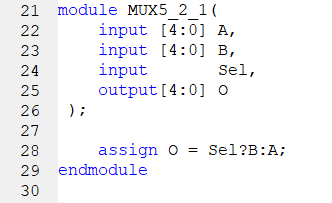 21 module MUX5_2_1(
22     input [4:0] A,
23     input [4:0] B,
24     input       Sel,
25     output[4:0] O
26  );
27
28     assign O = Sel?B:A;
29 endmodule
30